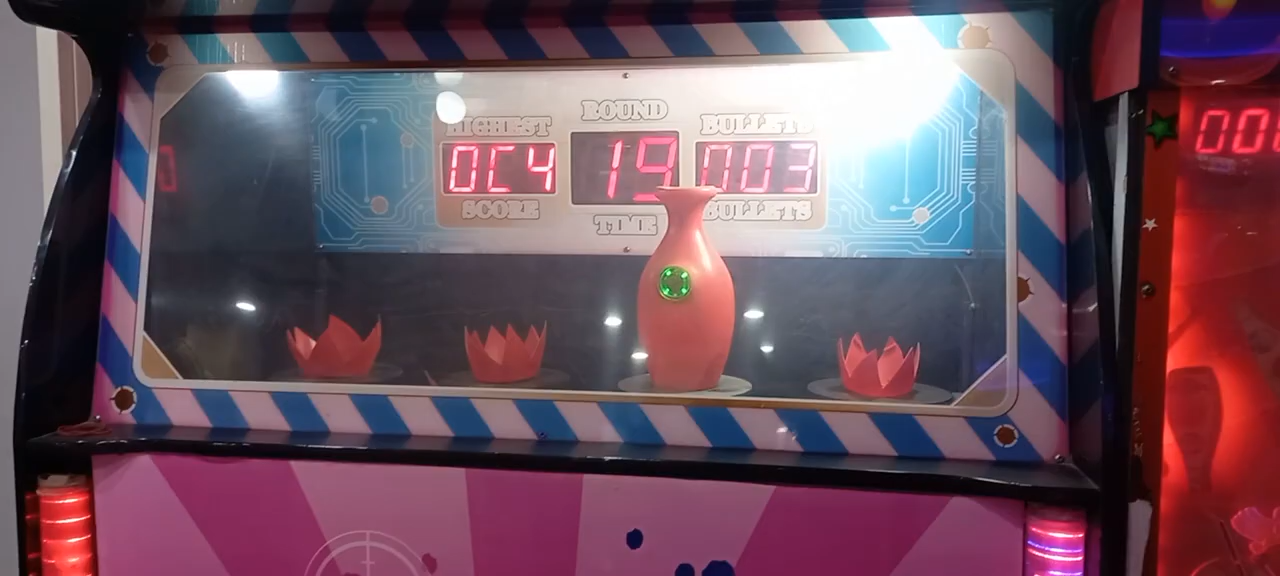 ROUND
HIGHEST
BULLETS
0C4
19
003
SCORE
TIME
BULLETS